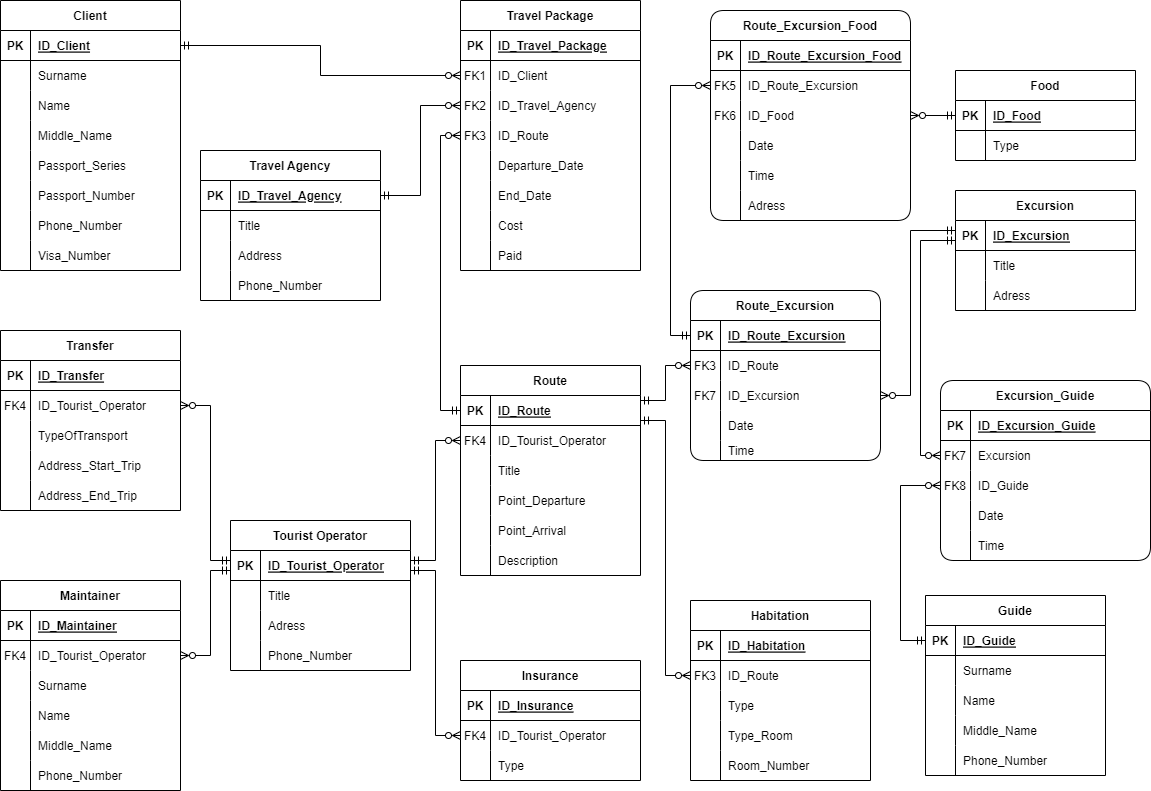 Client
PK ID_Client
Surname
Name
Middle_Name
Passport_Series
Passport_Number
Phone_Number
Visa_Number
Travel Agency
PK ID_Travel_Agency
Title
Address
Phone_Number
Travel Package
PK ID_Travel_Package
FK1 ID_Client
FK2 ID_Travel_Agency
FK3 ID_Route
Departure_Date
End_Date
Cost
Paid
Route_Excursion_Food
PK ID_Route_Excursion_Food
FK5 ID_Route_Excursion
FK6 ID_Food
Date
Time
Adress
Food
PK ID_Food
Type
Excursion
PK ID_Excursion
Title
Adress
Route_Excursion
PK ID_Route_Excursion
FK3 ID_Route
FK7 ID_Excursion
Date
Time
Excursion_Guide
PK ID_Excursion_Guide
FK7 Excursion
FK8 ID_Guide
Date
Time
Transfer
PK ID_Transfer
FK4 ID_Tourist_Operator
TypeOfTransport
Address_Start_Trip
Address_End_Trip
Route
PK ID_Route
FK4 ID_Tourist_Operator
Title
Point_Departure
Point_Arrival
Description
Tourist Operator
PK ID_Tourist_Operator
Title
Adress
Phone_Number
Maintainer
PK ID_Maintainer
FK4 ID_Tourist_Operator
Surname
Name
Middle_Name
Phone_Number
Insurance
PK ID_Insurance
FK4 ID_Tourist_Operator
Type
Habitation
PK ID_Habitation
FK3 ID_Route
Type
Type_Room
Room_Number
Guide
PK ID_Guide
Surname
Name
Middle_Name
Phone_Number